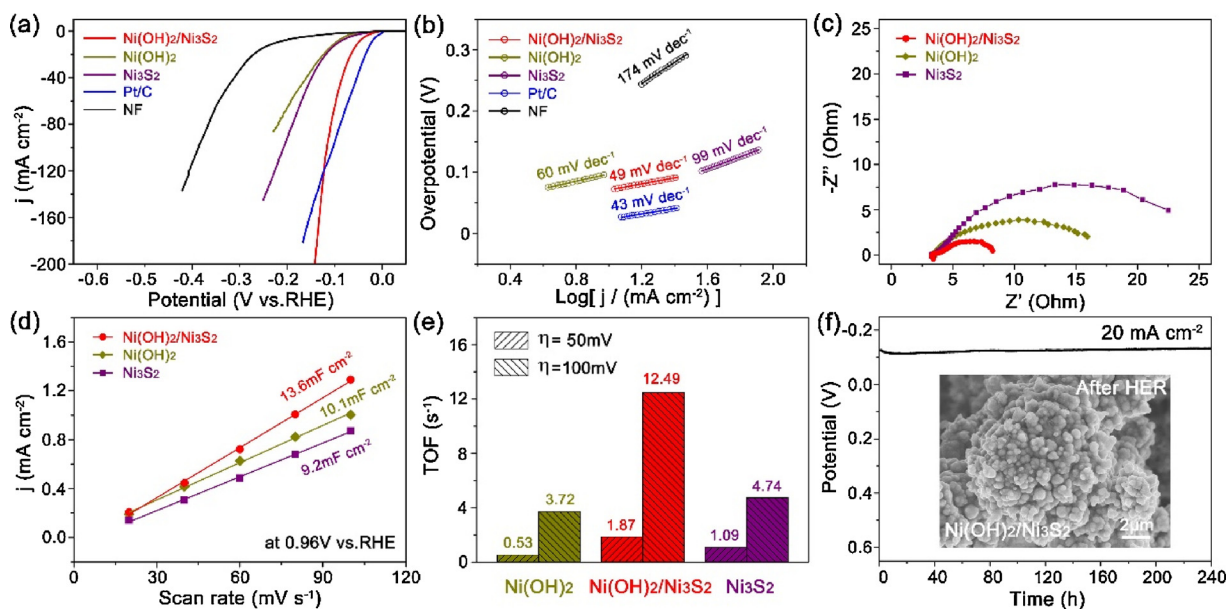 (a)
0
-40
-80
-120
-160
-200
j (mA cm⁻²)
-0.6 -0.5 -0.4 -0.3 -0.2 -0.1 0.0
Potential (V vs.RHE)
Ni(OH)₂/Ni₃S₂
Ni(OH)₂
Ni₃S₂
Pt/C
NF
(b)
0.3
0.2
0.1
0
Overpotential (V)
0.4 0.8 1.2 1.6 2.0
Log[ j / (mA cm⁻²) ]
Ni(OH)₂/Ni₃S₂
Ni(OH)₂
Ni₃S₂
Pt/C
NF
174 mV dec⁻¹
60 mV dec⁻¹
49 mV dec⁻¹
99 mV dec⁻¹
43 mV dec⁻¹
(c)
Ni(OH)₂/Ni₃S₂
Ni(OH)₂
Ni₃S₂
20
15
10
5
0
-Z'' (Ohm)
0 5 10 15 20 25
Z' (Ohm)
(d)
Ni(OH)₂/Ni₃S₂
Ni(OH)₂
Ni₃S₂
1.6
1.2
0.8
0.4
0.0
j (mA cm⁻²)
13.6mF cm⁻²
10.1mF cm⁻²
9.2mF cm⁻²
at 0.96V vs.RHE
0 30 60 90 120
Scan rate (mV s⁻¹)
(e)
η= 50mV
η=100mV
16
12
8
4
0
TOF (s⁻¹)
0.53
3.72
1.87
12.49
1.09
4.74
Ni(OH)₂ Ni(OH)₂/Ni₃S₂ Ni₃S₂
(f)
-0.2
0.0
0.2
0.4
0.6
Potential (V)
20 mA cm⁻²
After HER
Ni(OH)₂/Ni₃S₂
2μm
0 40 80 120 160 200 240
Time (h)